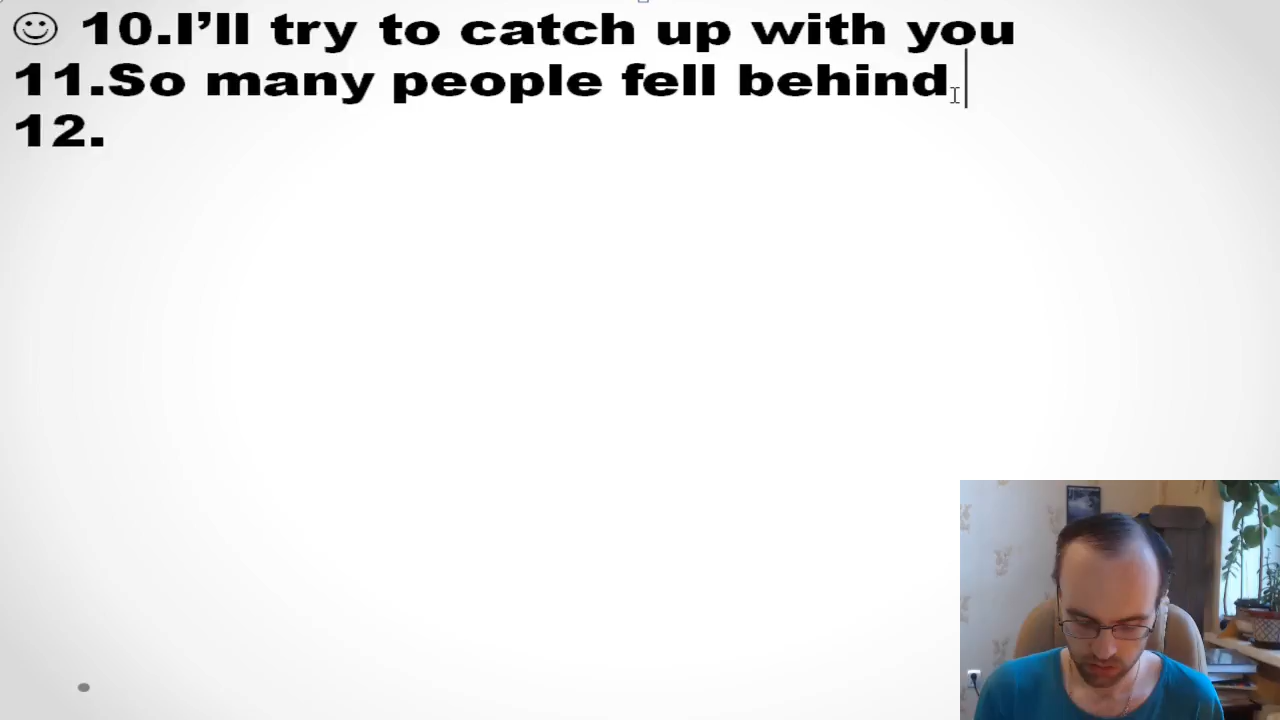 ☺ 10.I’ll try to catch up with you
11.So many people fell behind
12.